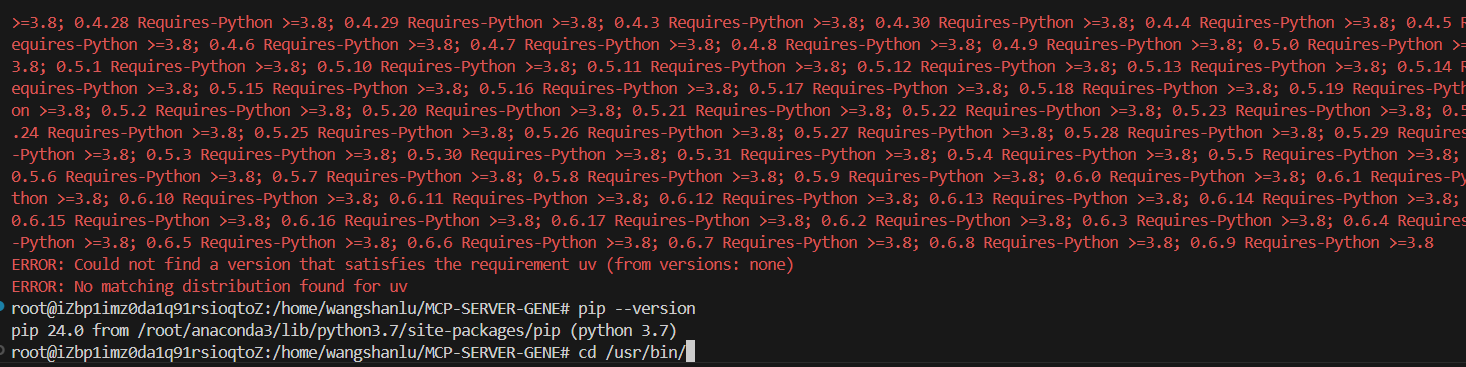 >=3.8; 0.4.28 Requires-Python >=3.8; 0.4.29 Requires-Python >=3.8; 0.4.3 Requires-Python >=3.8; 0.4.30 Requires-Python >=3.8; 0.4.4 Requires-Python >=3.8; 0.4.5 R
equires-Python >=3.8; 0.4.6 Requires-Python >=3.8; 0.4.7 Requires-Python >=3.8; 0.4.8 Requires-Python >=3.8; 0.4.9 Requires-Python >=3.8; 0.5.0 Requires-Python >=
3.8; 0.5.1 Requires-Python >=3.8; 0.5.10 Requires-Python >=3.8; 0.5.11 Requires-Python >=3.8; 0.5.12 Requires-Python >=3.8; 0.5.13 Requires-Python >=3.8; 0.5.14 R
equires-Python >=3.8; 0.5.15 Requires-Python >=3.8; 0.5.16 Requires-Python >=3.8; 0.5.17 Requires-Python >=3.8; 0.5.18 Requires-Python >=3.8; 0.5.19 Requires-Pyth
on >=3.8; 0.5.2 Requires-Python >=3.8; 0.5.20 Requires-Python >=3.8; 0.5.21 Requires-Python >=3.8; 0.5.22 Requires-Python >=3.8; 0.5.23 Requires-Python >=3.8; 0.5
.24 Requires-Python >=3.8; 0.5.25 Requires-Python >=3.8; 0.5.26 Requires-Python >=3.8; 0.5.27 Requires-Python >=3.8; 0.5.28 Requires-Python >=3.8; 0.5.29 Requires
-Python >=3.8; 0.5.3 Requires-Python >=3.8; 0.5.30 Requires-Python >=3.8; 0.5.31 Requires-Python >=3.8; 0.5.4 Requires-Python >=3.8; 0.5.5 Requires-Python >=3.8;
0.5.6 Requires-Python >=3.8; 0.5.7 Requires-Python >=3.8; 0.5.8 Requires-Python >=3.8; 0.5.9 Requires-Python >=3.8; 0.6.0 Requires-Python >=3.8; 0.6.1 Requires-Py
thon >=3.8; 0.6.10 Requires-Python >=3.8; 0.6.11 Requires-Python >=3.8; 0.6.12 Requires-Python >=3.8; 0.6.13 Requires-Python >=3.8; 0.6.14 Requires-Python >=3.8;
0.6.15 Requires-Python >=3.8; 0.6.16 Requires-Python >=3.8; 0.6.17 Requires-Python >=3.8; 0.6.2 Requires-Python >=3.8; 0.6.3 Requires-Python >=3.8; 0.6.4 Requires
-Python >=3.8; 0.6.5 Requires-Python >=3.8; 0.6.6 Requires-Python >=3.8; 0.6.7 Requires-Python >=3.8; 0.6.8 Requires-Python >=3.8; 0.6.9 Requires-Python >=3.8
ERROR: Could not find a version that satisfies the requirement uv (from versions: none)
ERROR: No matching distribution found for uv
root@iZbp1imz0da1q91rsioqtoZ:/home/wangshanlu/MCP-SERVER-GENE# pip --version
pip 24.0 from /root/anaconda3/lib/python3.7/site-packages/pip (python 3.7)
root@iZbp1imz0da1q91rsioqtoZ:/home/wangshanlu/MCP-SERVER-GENE# cd /usr/bin/